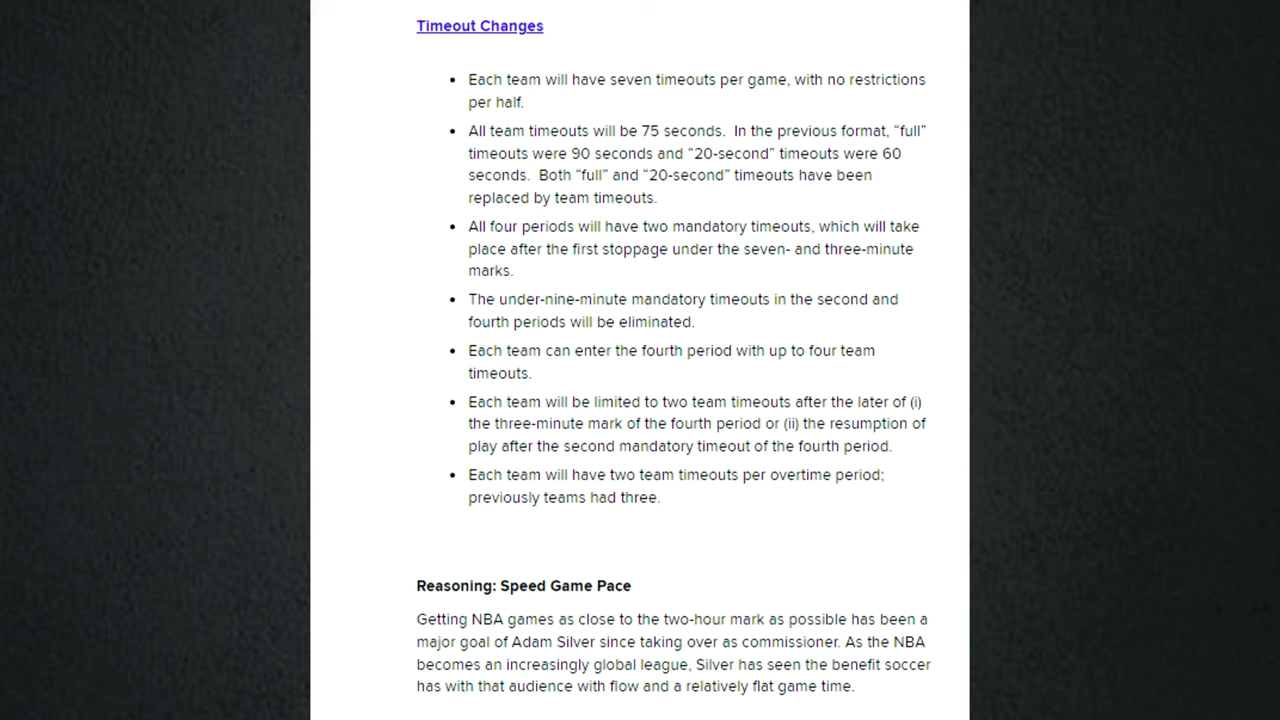 Timeout Changes
• Each team will have seven timeouts per game, with no restrictions
per half.
• All team timeouts will be 75 seconds.  In the previous format, “full”
timeouts were 90 seconds and “20-second” timeouts were 60
seconds.  Both “full” and “20-second” timeouts have been
replaced by team timeouts.
• All four periods will have two mandatory timeouts, which will take
place after the first stoppage under the seven- and three-minute
marks.
• The under-nine-minute mandatory timeouts in the second and
fourth periods will be eliminated.
• Each team can enter the fourth period with up to four team
timeouts.
• Each team will be limited to two team timeouts after the later of (i)
the three-minute mark of the fourth period or (ii) the resumption of
play after the second mandatory timeout of the fourth period.
• Each team will have two team timeouts per overtime period;
previously teams had three.
Reasoning: Speed Game Pace
Getting NBA games as close to the two-hour mark as possible has been a
major goal of Adam Silver since taking over as commissioner. As the NBA
becomes an increasingly global league, Silver has seen the benefit soccer
has with that audience with flow and a relatively flat game time.